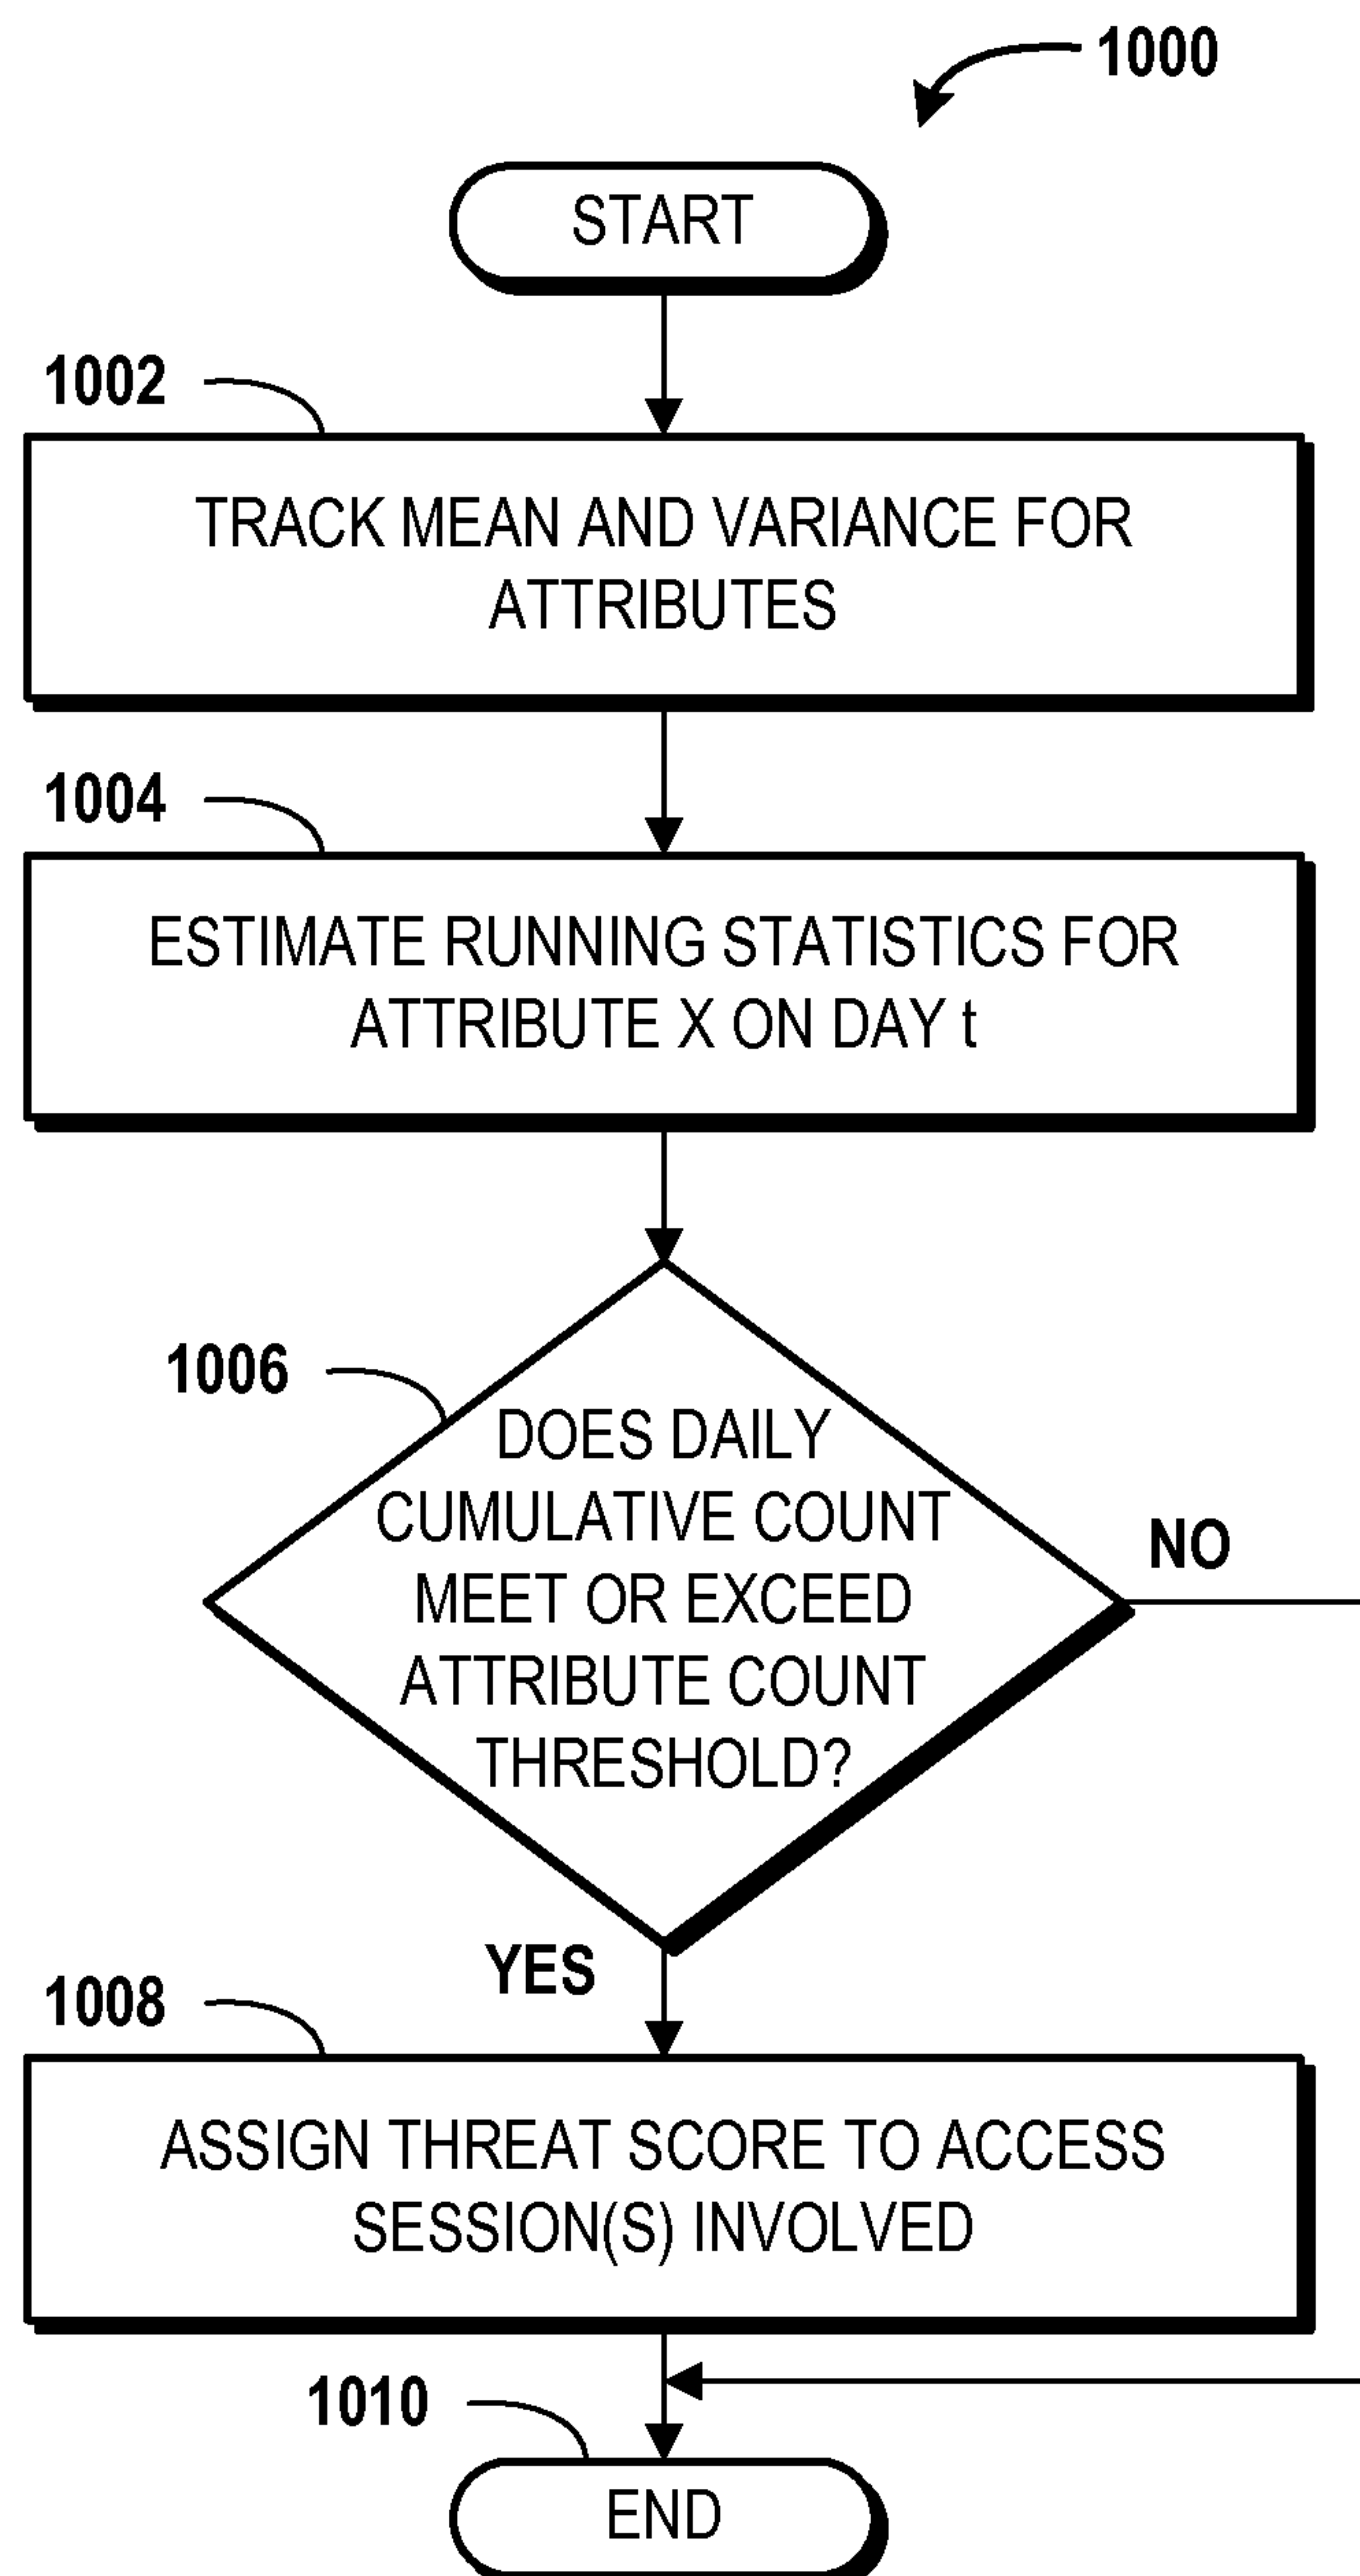 1000
START
1002
TRACK MEAN AND VARIANCE FOR
ATTRIBUTES
1004
ESTIMATE RUNNING STATISTICS FOR
ATTRIBUTE X ON DAY t
1006
DOES DAILY
CUMULATIVE COUNT
MEET OR EXCEED
ATTRIBUTE COUNT
THRESHOLD?
NO
YES
1008
ASSIGN THREAT SCORE TO ACCESS
SESSION(S) INVOLVED
1010
END